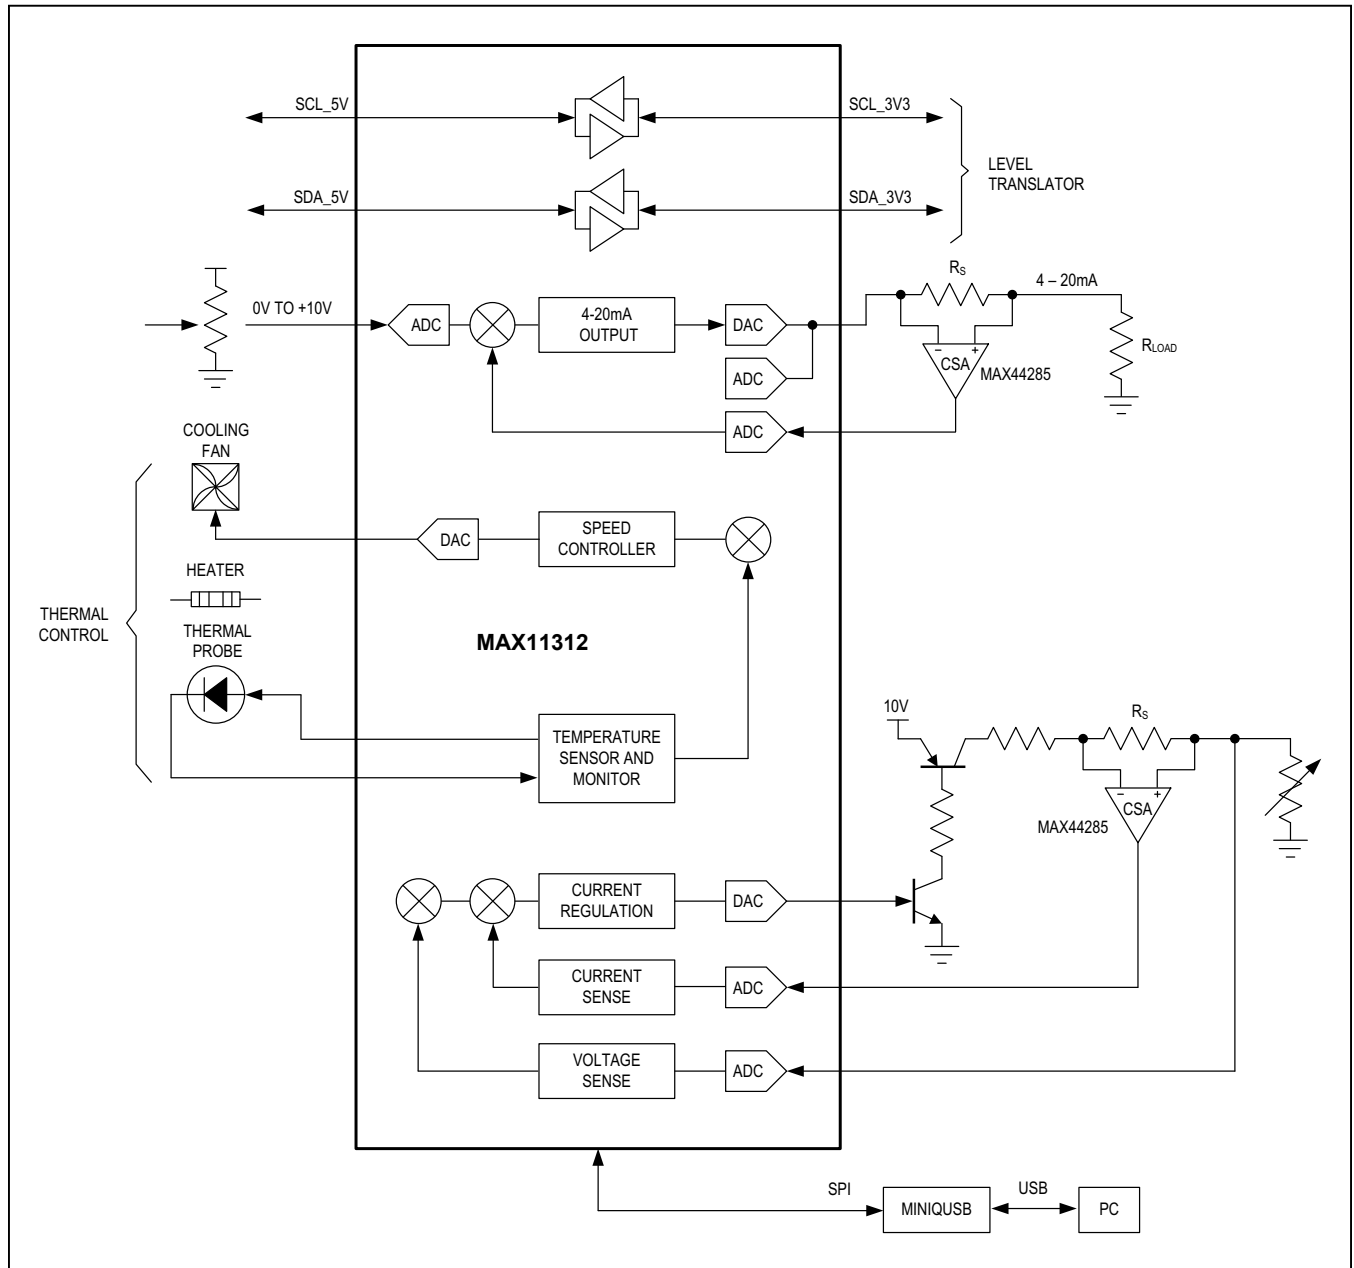 SCL_5V
SCL_3V3
LEVEL
TRANSLATOR
SDA_5V
SDA_3V3
0V TO +10V
ADC
4-20mA
OUTPUT
DAC
ADC
ADC
RS
4 – 20mA
CSA
- +
MAX44285
RLOAD
COOLING
FAN
DAC
SPEED
CONTROLLER
HEATER
THERMAL
CONTROL
THERMAL
PROBE
MAX11312
TEMPERATURE
SENSOR AND
MONITOR
10V
RS
- +
CSA
MAX44285
CURRENT
REGULATION
DAC
CURRENT
SENSE
ADC
VOLTAGE
SENSE
ADC
SPI
MINIQUSB
USB
PC